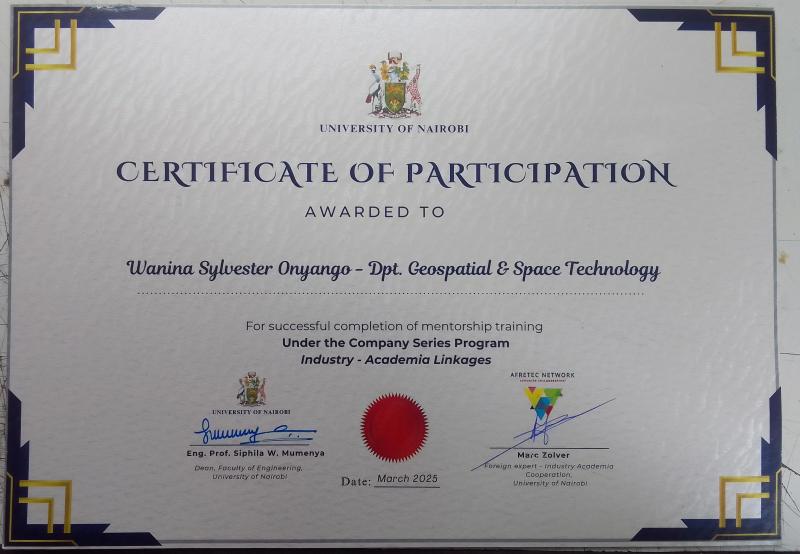 UNIVERSITY OF NAIROBI
CERTIFICATE OF PARTICIPATION
AWARDED TO
Wanina Sylvester Onyango - Dpt. Geospatial & Space Technology
For successful completion of mentorship training
Under the Company Series Program
Industry - Academia Linkages
UNIVERSITY OF NAIROBI
Eng. Prof. Siphila W. Mumenya
Dean, Faculty of Engineering,
University of Nairobi
Date: March 2025
AFRETEC NETWORK
Marc Zolver
Foreign expert - Industry Academia
Cooperation,
University of Nairobi